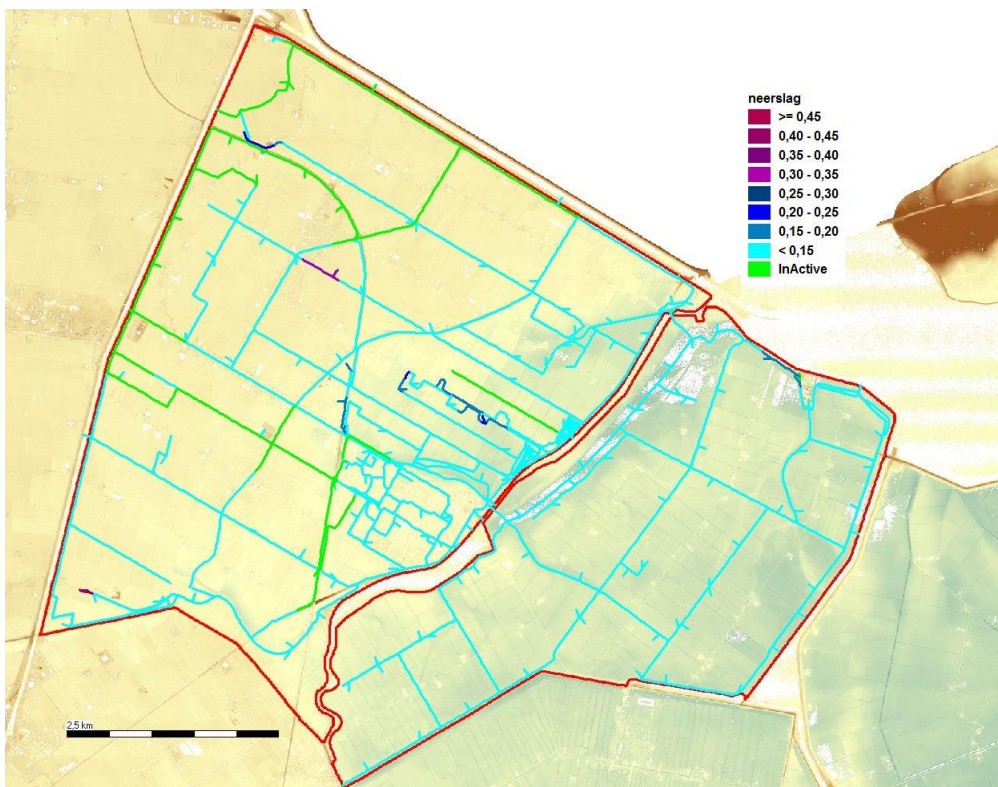 neerslag
>= 0,45
0,40 - 0,45
0,35 - 0,40
0,30 - 0,35
0,25 - 0,30
0,20 - 0,25
0,15 - 0,20
< 0,15
InActive
2,5 km